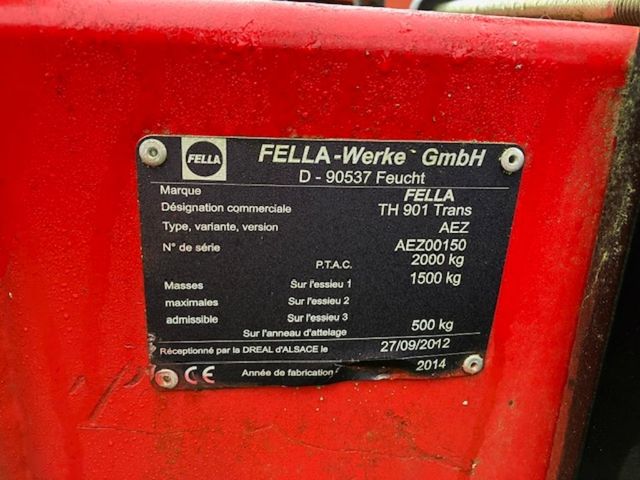 FELLA FELLA-Werke GmbH
D - 90537 Feucht
Marque FELLA
Désignation commerciale TH 901 Trans
Type, variante, version AEZ
N° de série AEZ00150
P.T.A.C. 2000 kg
Masses Sur l'essieu 1 1500 kg
maximales Sur l'essieu 2
admissible Sur l'essieu 3
Sur l'anneau d'attelage 500 kg
Réceptionné par la DREAL d'ALSACE le 27/09/2012
CE Année de fabrication 2014